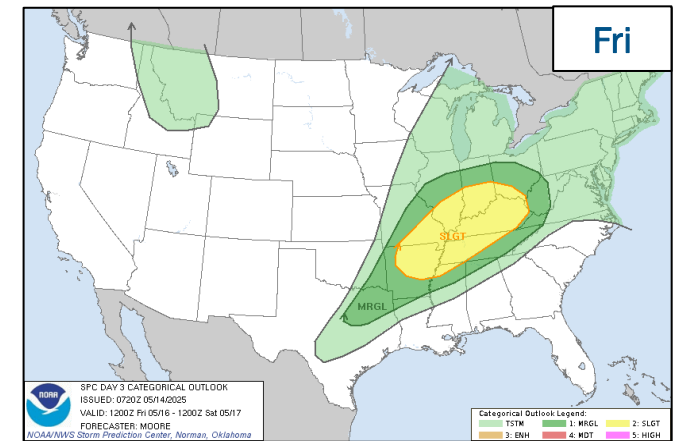 Fri
SLGT
MRGL
NOAA
SPC DAY 3 CATEGORICAL OUTLOOK
ISSUED: 0720Z 05/14/2025
VALID: 1200Z Fri 05/16 - 1200Z Sat 05/17
FORECASTER: MOORE
NOAA/NWS Storm Prediction Center, Norman, Oklahoma
Categorical Outlook Legend:
TSTM 1: MRGL 2: SLGT
3: ENH 4: MDT 5: HIGH